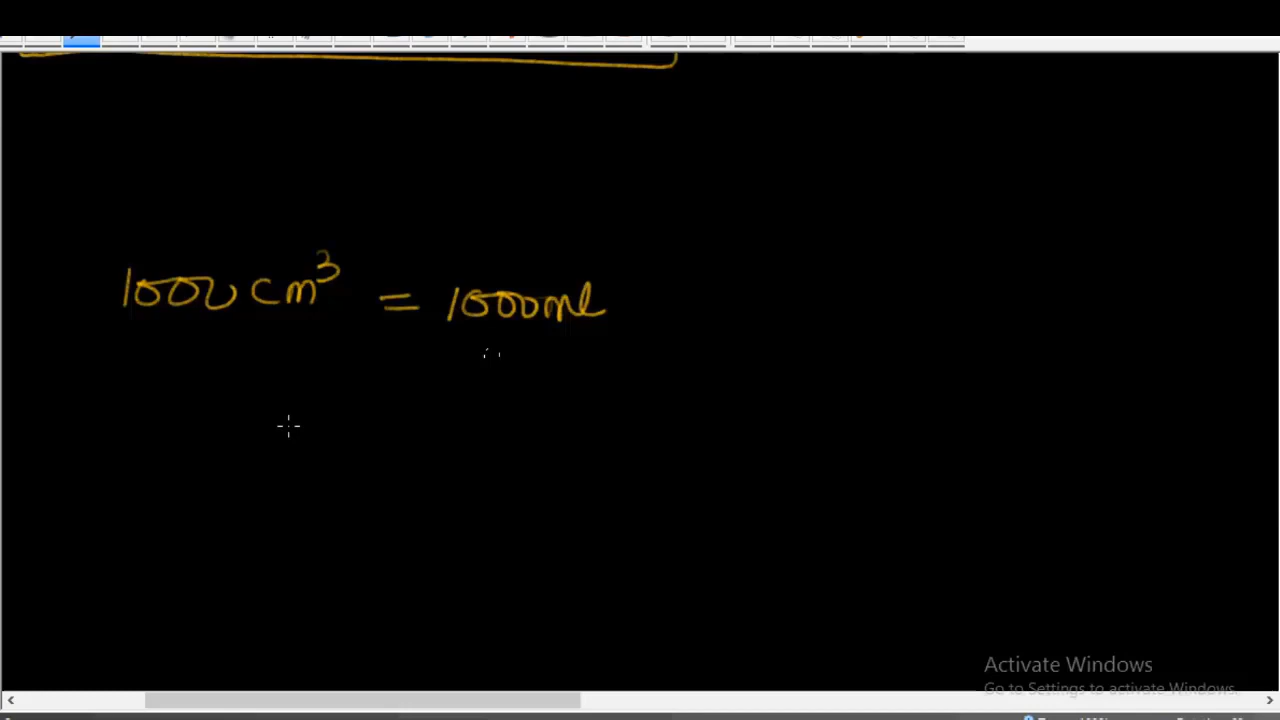 1000 cm³ = 1000ml
Activate Windows
Go to Settings to activate Windows.